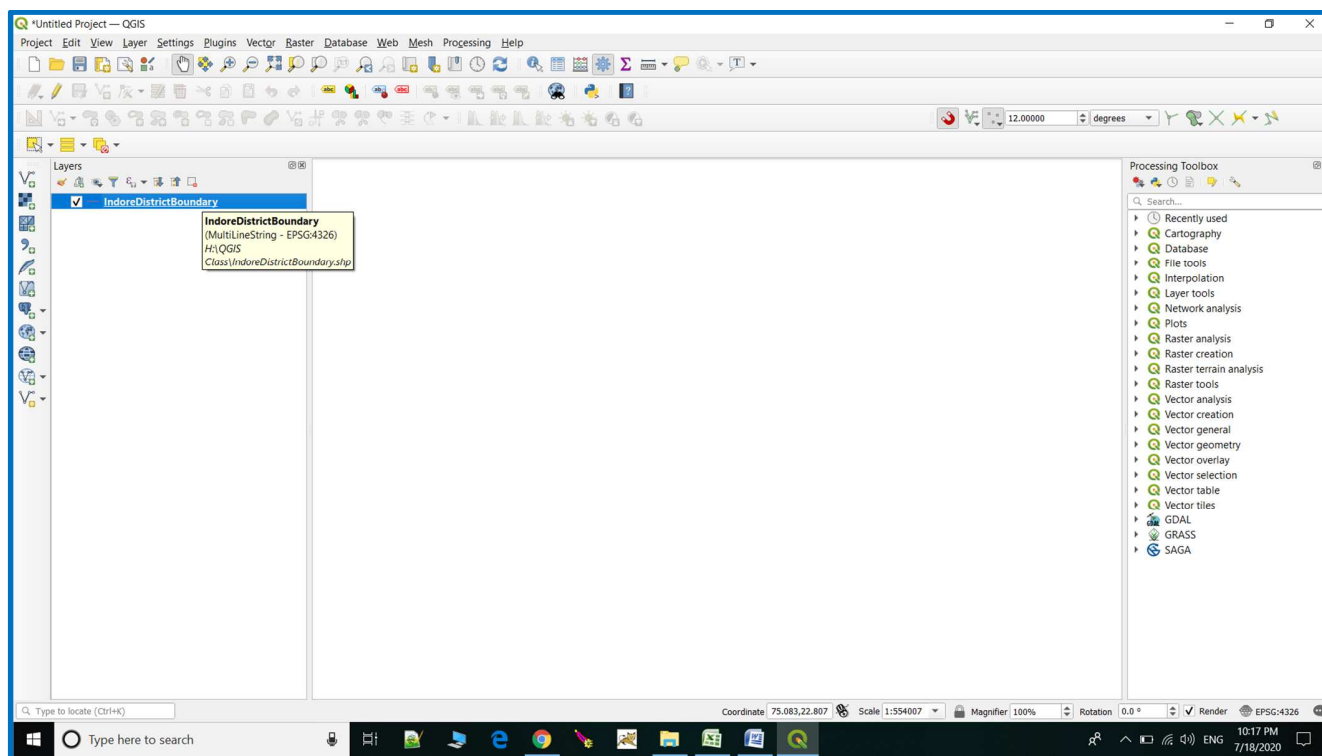 *Untitled Project — QGIS
Project Edit View Layer Settings Plugins Vector Raster Database Web Mesh Processing Help
12.00000 degrees
Layers
IndoreDistrictBoundary
IndoreDistrictBoundary
(MultiLineString - EPSG:4326)
H:\QGIS
Class\IndoreDistrictBoundary.shp
Processing Toolbox
Search...
Recently used
Cartography
Database
File tools
Interpolation
Layer tools
Network analysis
Plots
Raster analysis
Raster creation
Raster terrain analysis
Raster tools
Vector analysis
Vector creation
Vector general
Vector geometry
Vector overlay
Vector selection
Vector table
Vector tiles
GDAL
GRASS
SAGA
Type to locate (Ctrl+K)
Coordinate 75.083,22.807 Scale 1:554007 Magnifier 100% Rotation 0.0 ° Render EPSG:4326
Type here to search
ENG
10:17 PM
7/18/2020